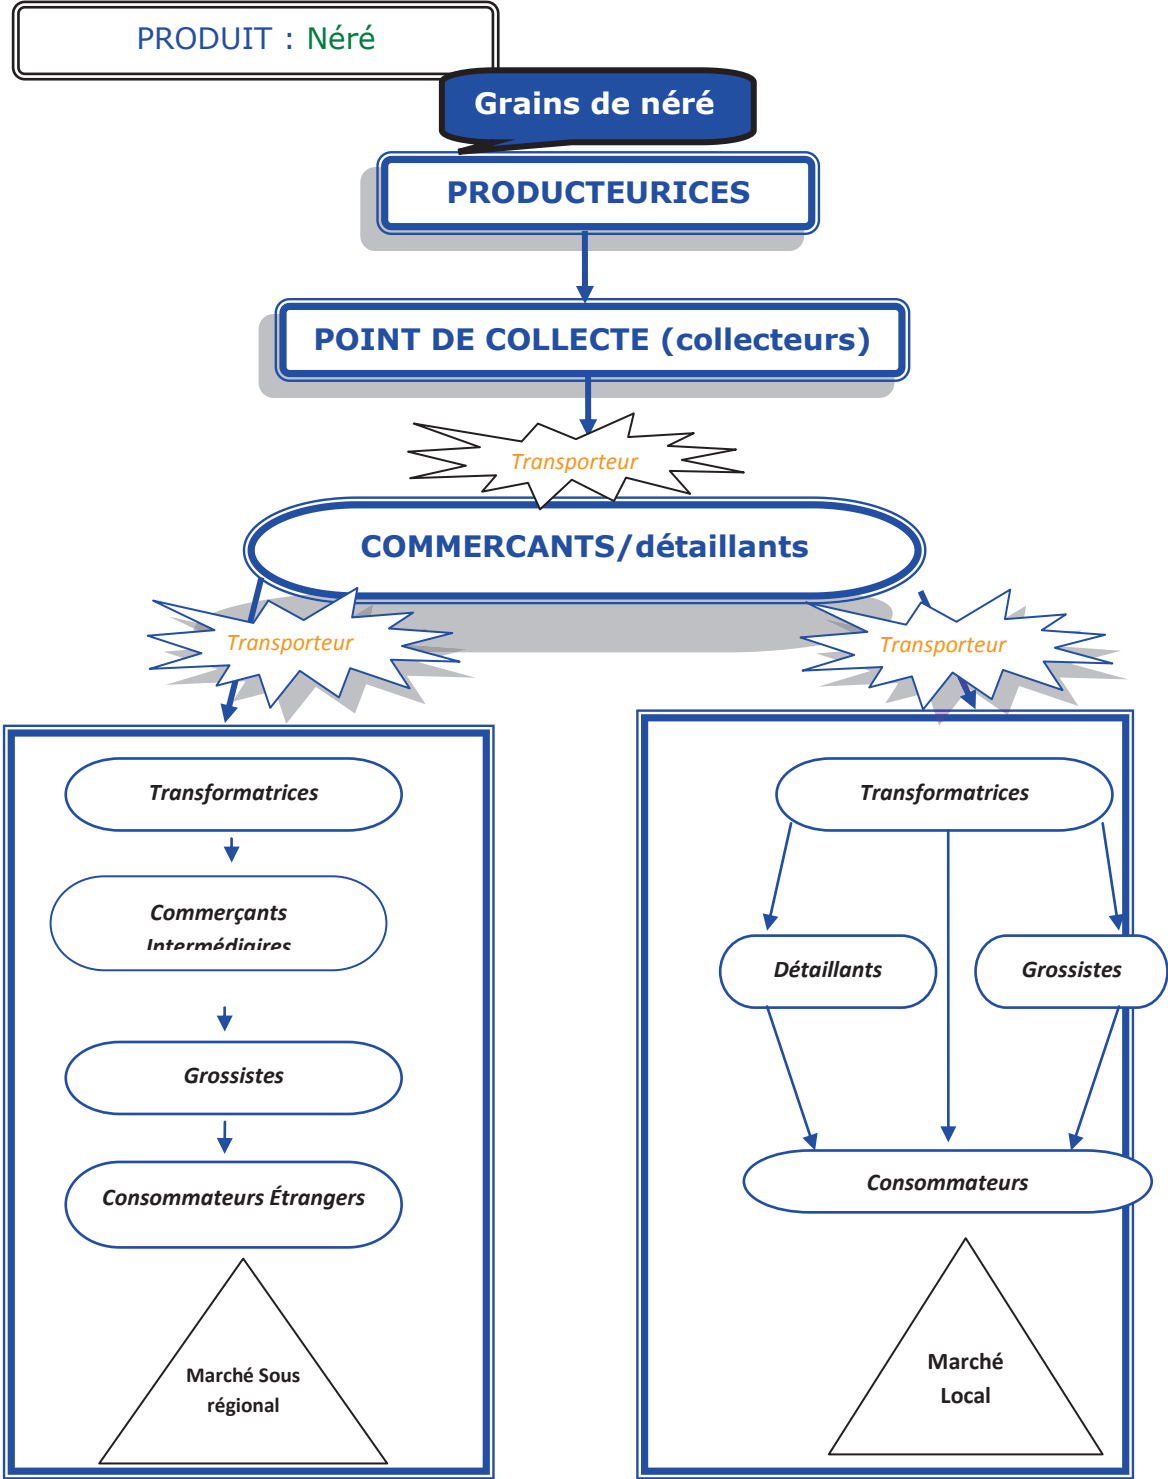 PRODUIT : Néré
Grains de néré
PRODUCTEURICES
POINT DE COLLECTE (collecteurs)
Transporteur
COMMERCANTS/détaillants
Transporteur
Transporteur
Transformatrices
Commerçants
Intermédiaires
Grossistes
Consommateurs Étrangers
Marché Sous
régional
Transformatrices
Détaillants
Grossistes
Consommateurs
Marché
Local